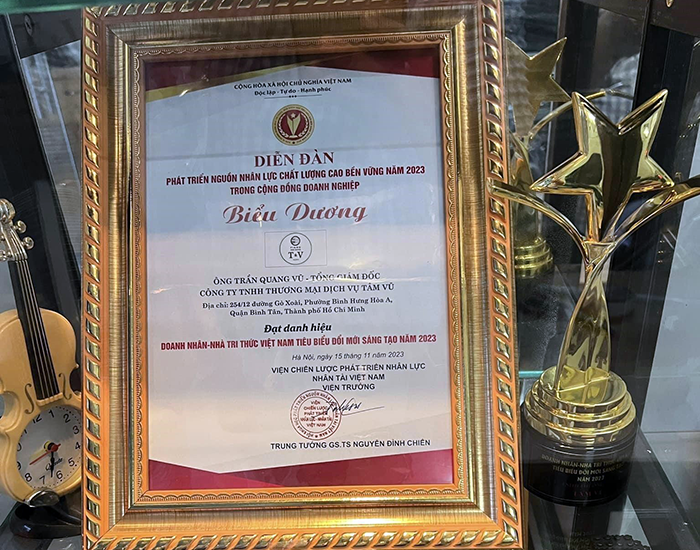 CỘNG HÒA XÃ HỘI CHỦ NGHĨA VIỆT NAM
Độc lập - Tự do - Hạnh phúc
DIỄN ĐÀN
PHÁT TRIỂN NGUỒN NHÂN LỰC CHẤT LƯỢNG CAO BỀN VỮNG NĂM 2023
TRONG CỘNG ĐỒNG DOANH NGHIỆP
Biểu Dương
T&V
ÔNG TRẦN QUANG VŨ - TỔNG GIÁM ĐỐC
CÔNG TY TNHH THƯƠNG MẠI DỊCH VỤ TÂM VŨ
Địa chỉ: 254/12 đường Gò Xoài, Phường Bình Hưng Hòa A,
Quận Bình Tân, Thành phố Hồ Chí Minh
Đạt danh hiệu
DOANH NHÂN-NHÀ TRI THỨC VIỆT NAM TIÊU BIỂU ĐỔI MỚI SÁNG TẠO NĂM 2023
Hà Nội, ngày 15 tháng 11 năm 2023
VIỆN CHIẾN LƯỢC PHÁT TRIỂN NHÂN LỰC
NHÂN TÀI VIỆT NAM
VIỆN TRƯỞNG
VIỆN
CHIẾN LƯỢC
PHÁT TRIỂN
VIỆT NAM
TRUNG TƯỚNG GS.TS NGUYỄN ĐÌNH CHIẾN
DOANH NHÂN-NHÀ TRI THỨC
TIÊU BIỂU ĐỔI MỚI SÁNG TẠO
NĂM 2023